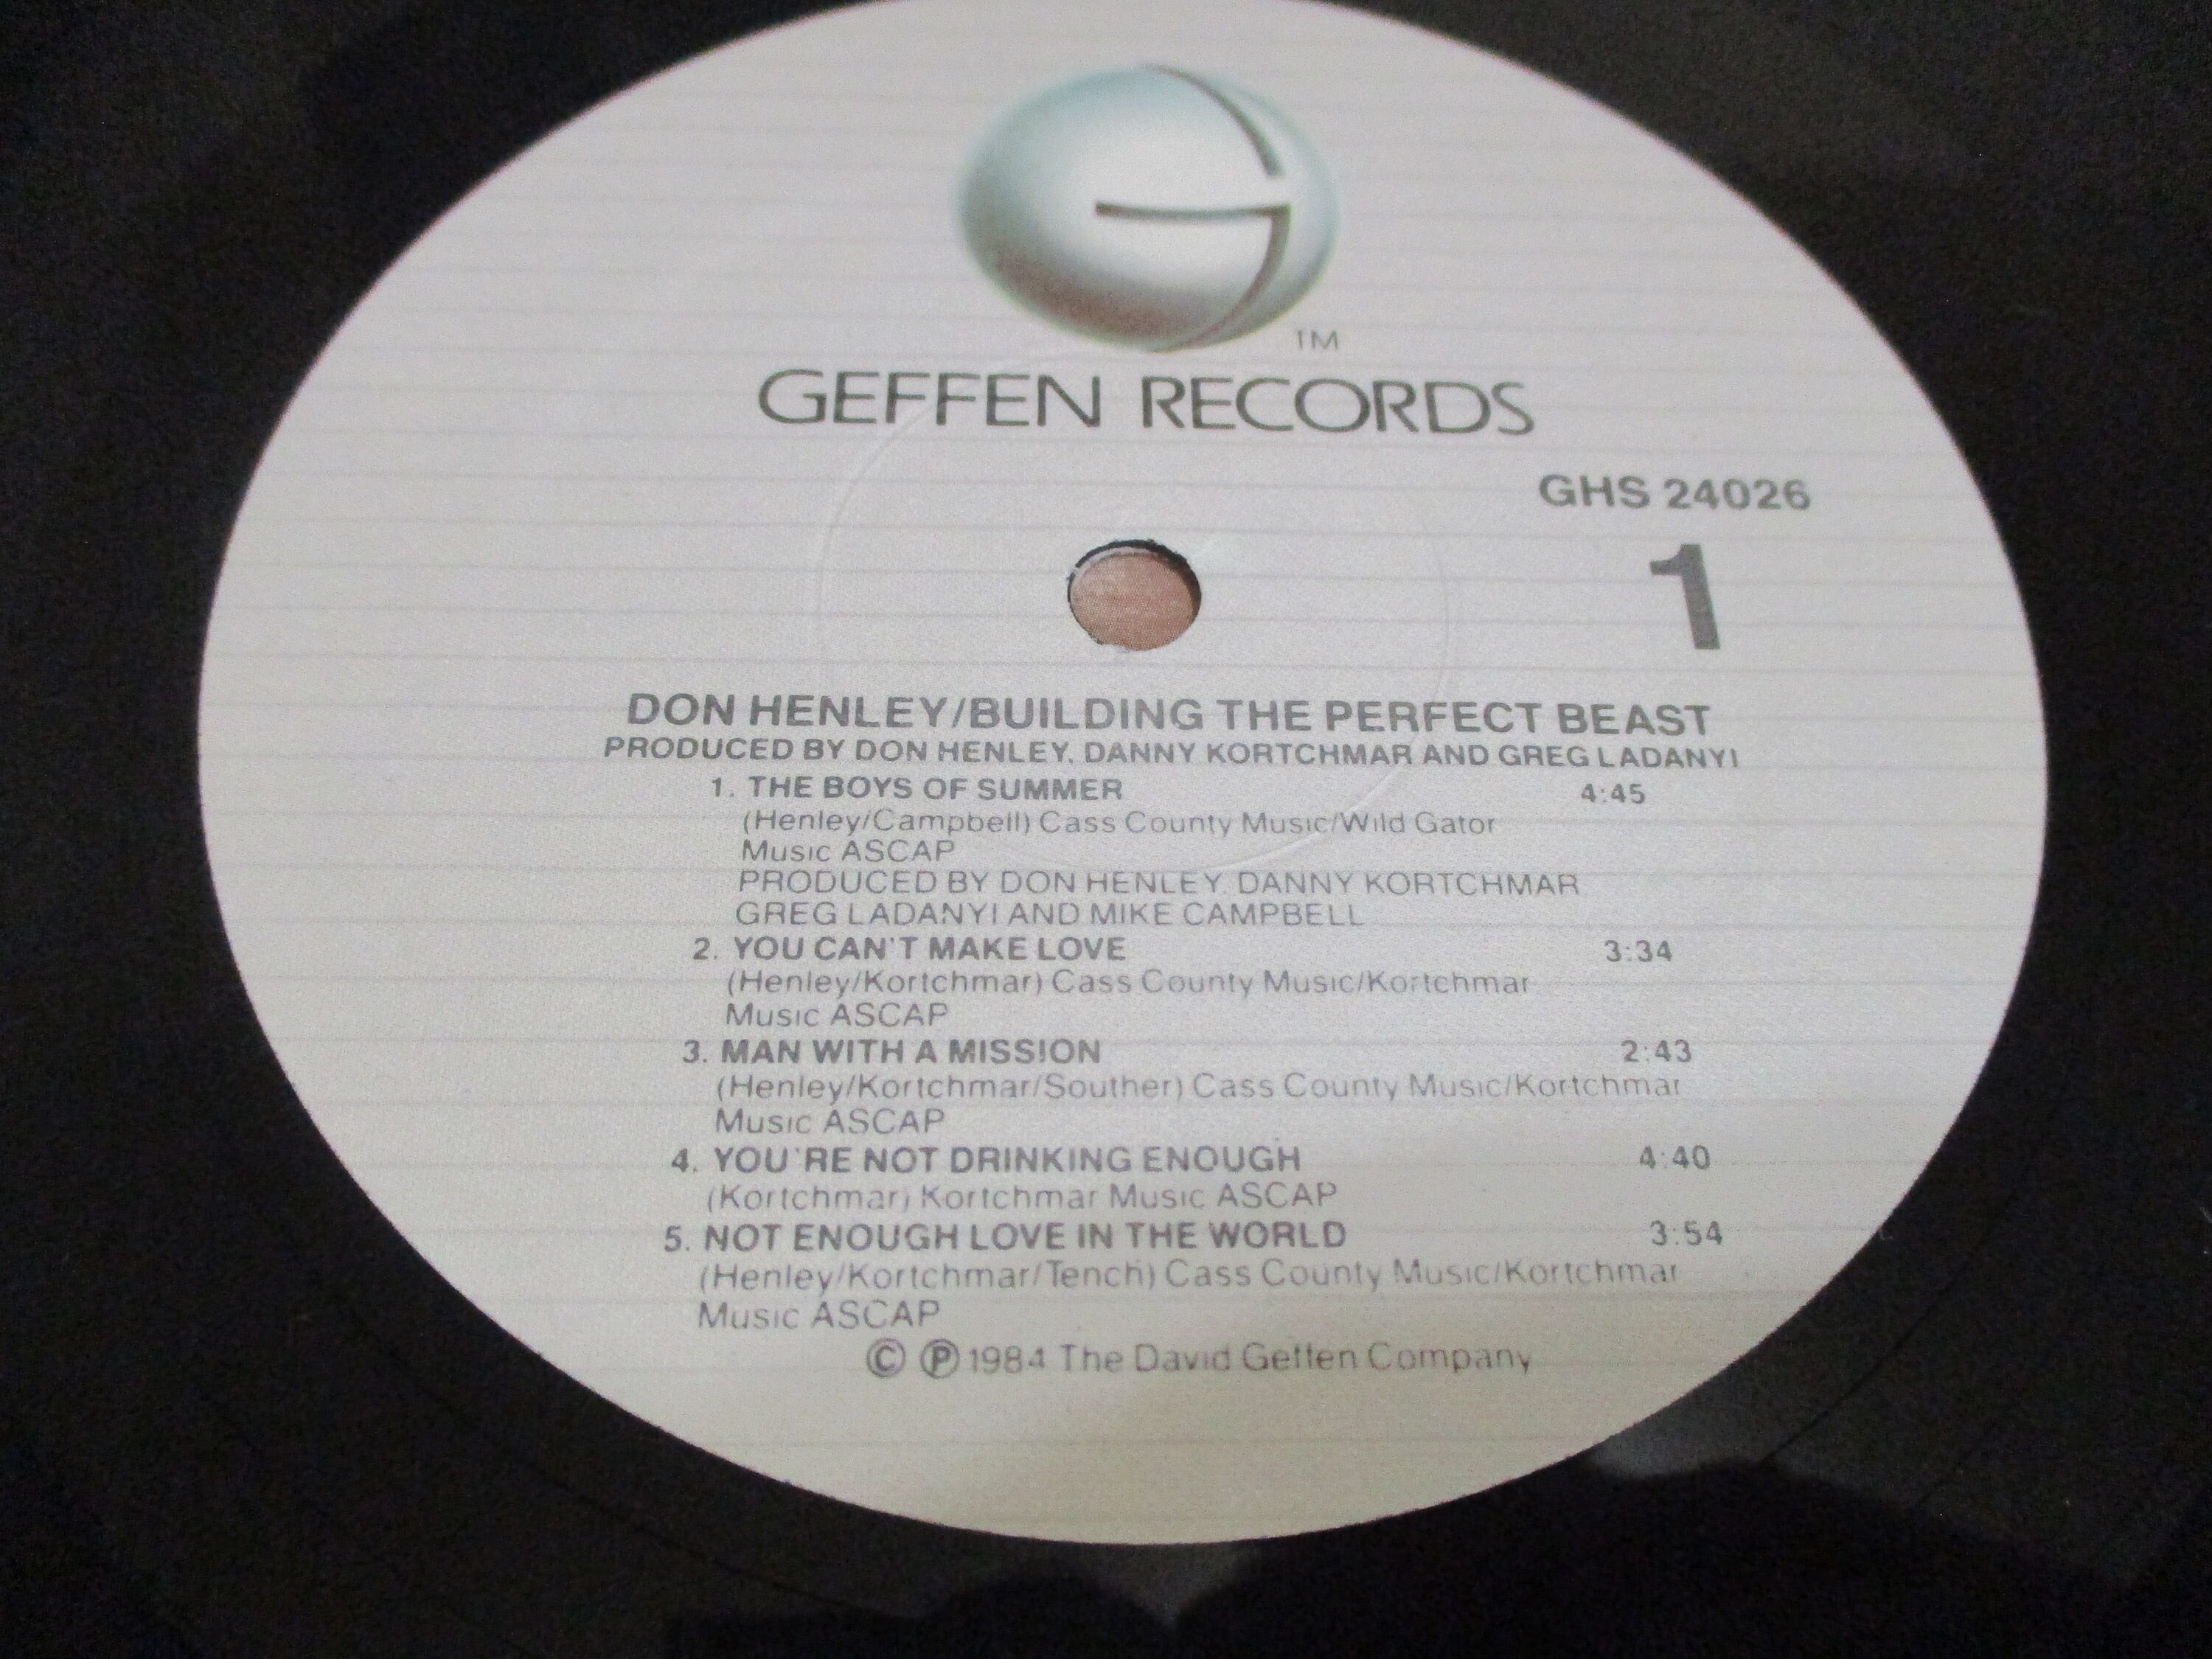 TM
GEFFEN RECORDS
GHS 24026
1
DON HENLEY/BUILDING THE PERFECT BEAST
PRODUCED BY DON HENLEY, DANNY KORTCHMAR AND GREG LADANYI
1. THE BOYS OF SUMMER 4:45
(Henley/Campbell) Cass County Music/Wild Gator
Music ASCAP
PRODUCED BY DON HENLEY, DANNY KORTCHMAR
GREG LADANYI AND MIKE CAMPBELL
2. YOU CAN'T MAKE LOVE 3:34
(Henley/Kortchmar) Cass County Music/Kortchmar
Music ASCAP
3. MAN WITH A MISSION 2:43
(Henley/Kortchmar/Souther) Cass County Music/Kortchmar
Music ASCAP
4. YOU'RE NOT DRINKING ENOUGH 4:40
(Kortchmar) Kortchmar Music ASCAP
5. NOT ENOUGH LOVE IN THE WORLD 3:54
(Henley/Kortchmar/Tench) Cass County Music/Kortchmar
Music ASCAP
© ℗ 1984 The David Geffen Company